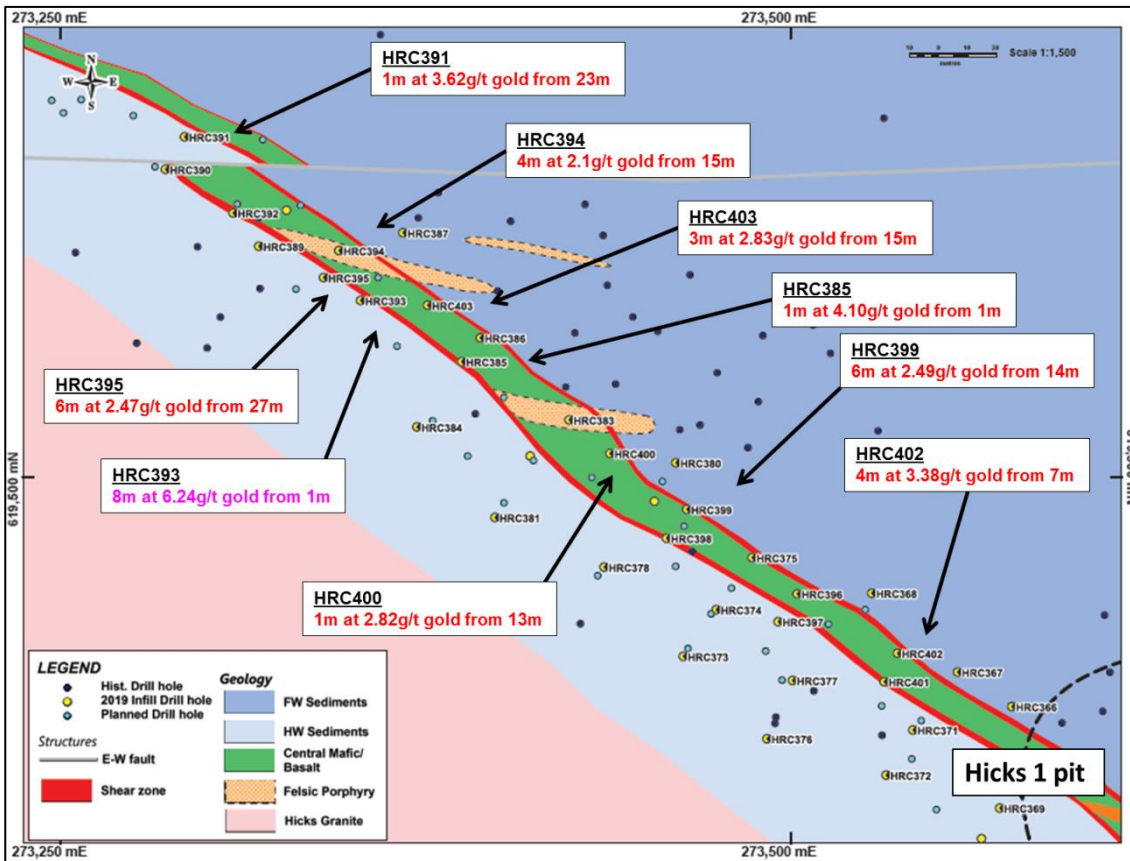 273,250 mE
273,500 mE
N
W E
S
Scale 1:1,500
metres
HRC391
1m at 3.62g/t gold from 23m
HRC394
4m at 2.1g/t gold from 15m
HRC403
3m at 2.83g/t gold from 15m
HRC385
1m at 4.10g/t gold from 1m
HRC399
6m at 2.49g/t gold from 14m
HRC402
4m at 3.38g/t gold from 7m
HRC395
6m at 2.47g/t gold from 27m
HRC393
8m at 6.24g/t gold from 1m
HRC400
1m at 2.82g/t gold from 13m
HRC391
HRC390
HRC392
HRC387
HRC389
HRC394
HRC395
HRC393
HRC403
HRC386
HRC385
HRC383
HRC384
HRC400
HRC380
619,500 mN
HRC399
HRC381
HRC398
HRC375
HRC378
HRC396
HRC368
HRC374
HRC397
HRC373
HRC402
HRC367
HRC377
HRC401
HRC366
HRC371
HRC376
HRC372
HRC369
Hicks 1 pit
LEGEND
Hist. Drill hole
2019 Infill Drill hole
Planned Drill hole
Structures
E-W fault
Shear zone
Geology
FW Sediments
HW Sediments
Central Mafic/
Basalt
Felsic Porphyry
Hicks Granite
273,250 mE
273,500 mE